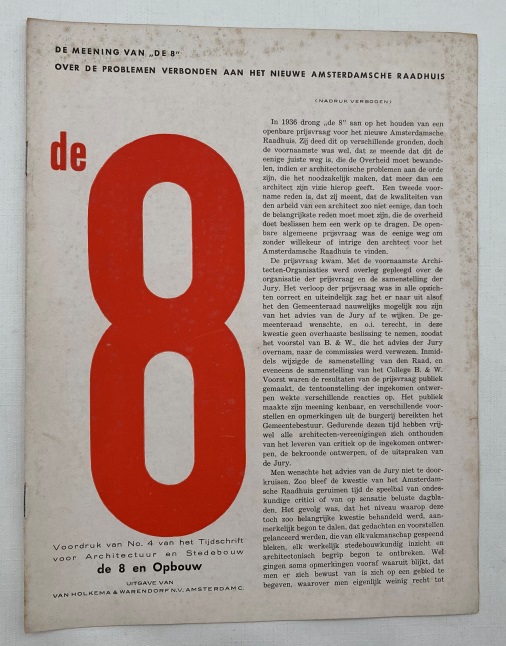 DE MEENING VAN „DE 8”
OVER DE PROBLEMEN VERBONDEN AAN HET NIEUWE AMSTERDAMSCHE RAADHUIS
(NADRUK VERBODEN)
de
8
In 1936 drong „de 8” aan op het houden van een
openbare prijsvraag voor het nieuwe Amsterdamsche
Raadhuis. Zij deed dit op verschillende gronden, doch
de voornaamste was wel, dat ze meende dat dit de
eenige juiste weg is, die de Overheid moet bewande-
len, indien er architectonische problemen aan de orde
zijn, die het noodzakelijk maken, dat meer dan een
architect zijn vizie hierop geeft. Een tweede voor-
name reden is, dat zij meent, dat de kwaliteiten van
den arbeid van een architect zoo niet eenige, dan toch
de belangrijkste reden moet moet zijn, die de overheid
doet beslissen hem een werk op te dragen. De open-
bare algemeene prijsvraag was de eenige weg om
zonder willekeur of intrige den archtect voor het
Amsterdamsche Raadhuis te vinden.
De prijsvraag kwam. Met de voornaamste Archi-
tecten-Organisaties werd overleg gepleegd over de
organisatie der prijsvraag en de samenstelling der
Jury. Het verloop der prijsvraag was in alle opzich-
ten correct en uiteindelijk zag het er naar uit alsof
het den Gemeenteraad nauwelijks mogelijk zou zijn
van het advies van de Jury af te wijken. De ge-
meenteraad wenschte, en o.i. terecht, in deze
kwestie geen overhaaste beslissing te nemen, zoodat
het voorstel van B. & W., die het advies der Jury
overnam, naar de commissies werd verwezen. Inmid-
dels wijzigde de samenstelling van den Raad, en
eveneens de samenstelling van het College B. & W.
Voorst waren de resultaten van de prijsvraag publiek
gemaakt, de tentoonstelling der ingekomen ontwer-
pen wekte verschillende reacties op. Het publiek
maakte zijn meening kenbaar, en verschillende voor-
stellen en opmerkingen uit de burgerij bereikten het
Gemeentebestuur. Gedurende dezen tijd hebben vrij-
wel alle architecten-vereenigingen zich onthouden
van het leveren van critiek op de ingekomen ontwer-
pen, de bekroonde ontwerpen, of de uitspraken van
de Jury.
Men wenschte het advies van de Jury niet te door-
kruisen. Zoo bleef de kwestie van het Amsterdam-
sche Raadhuis geruimen tijd de speelbal van ondes-
kundige critici of van op sensatie beluste dagbla-
den. Het gevolg was, dat het niveau waarop deze
toch zoo belangrijke kwestie behandeld werd, aan-
merkelijk begon te dalen, dat gedachten en voorstellen
gelanceerd werden, die van elk vakmanschap gespeend
bleken, elk werkelijk stedebouwkundig inzicht en
architectonisch begrip begon te ontbreken. Wel
gingen soms opmerkingen vooraf waaruit blijkt, dat
men er zich bewust van is zich op een gebied te
begeven, waarover men eigenlijk weinig recht tot
Voordruk van No. 4 van het Tijdschrift
voor Architectuur en Stedebouw
de 8 en Opbouw
UITGAVE VAN
VAN HOLKEMA & WARENDORF N.V. AMSTERDAM C.